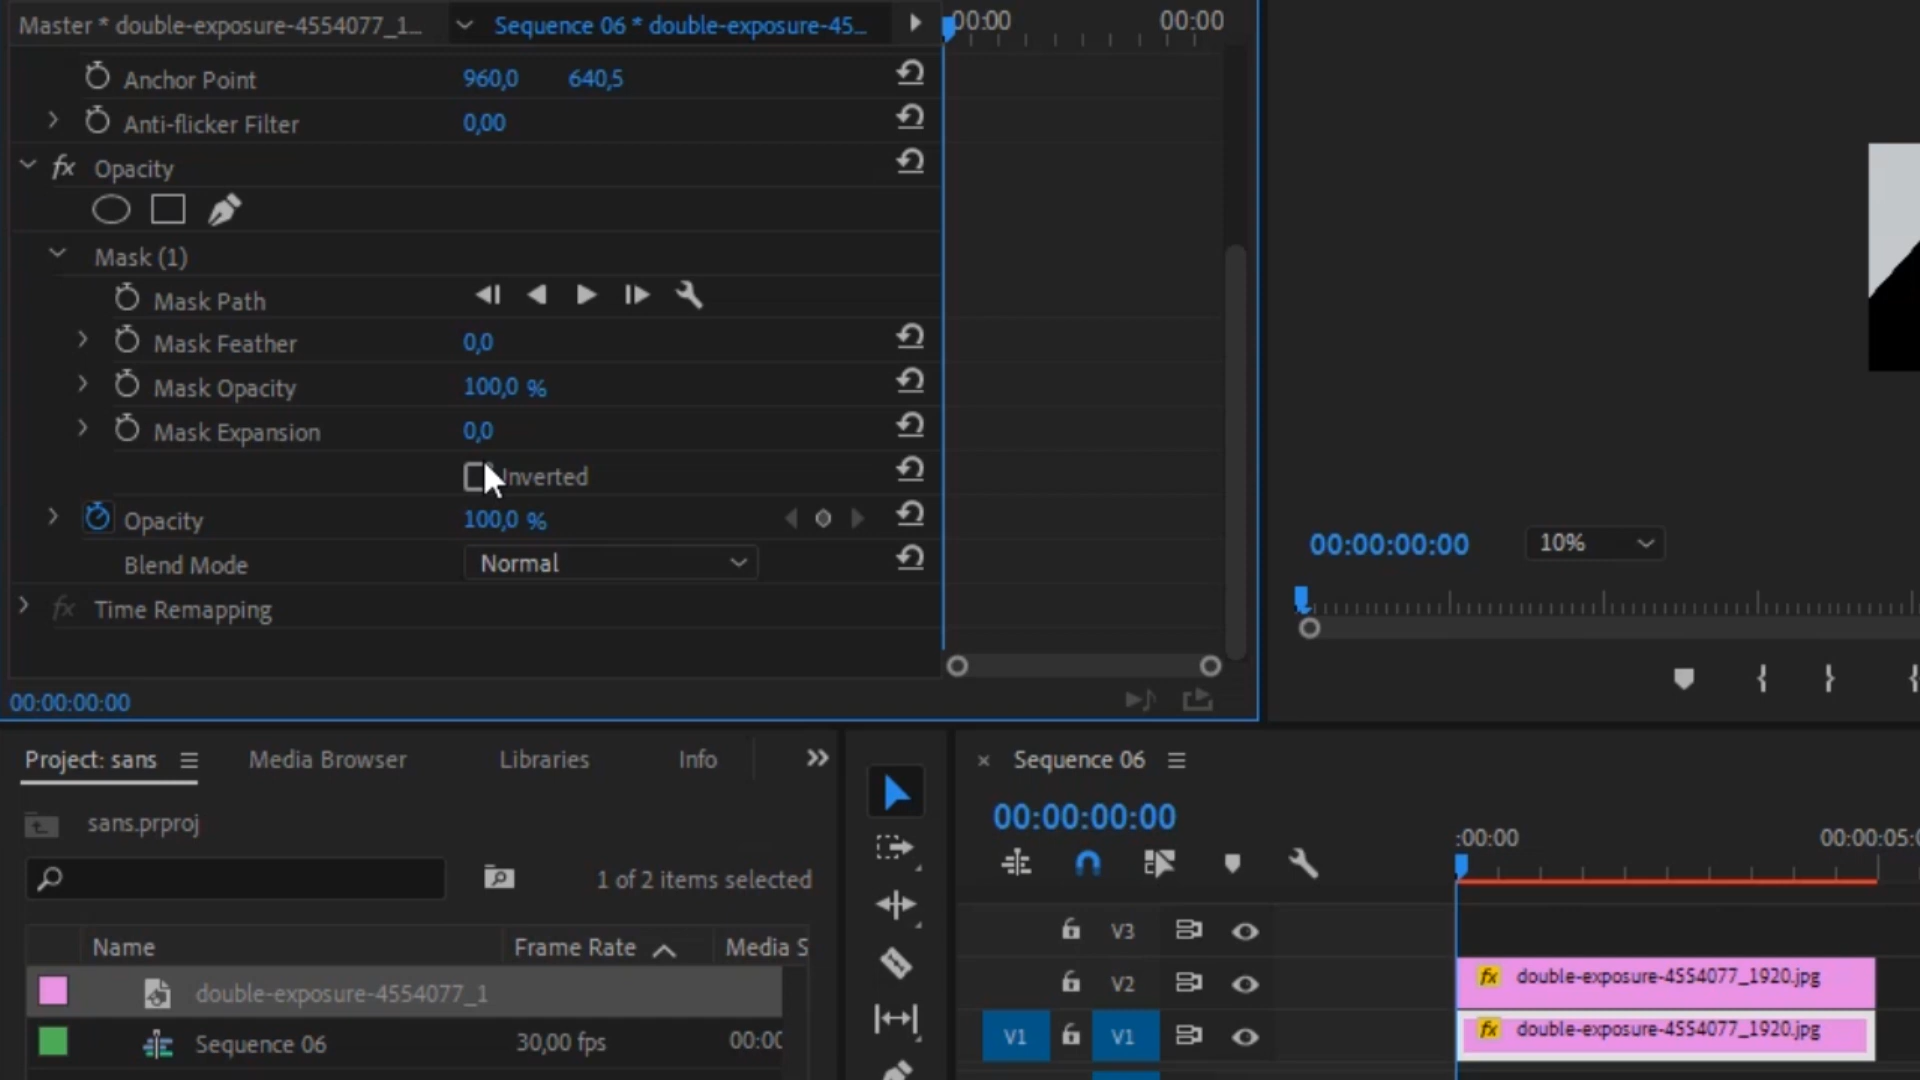 Master * double-exposure-4554077_1... Sequence 06 * double-exposure-45... 00:00 00:00
Anchor Point 960,0 640,5
Anti-flicker Filter 0,00
fx Opacity
Mask (1)
Mask Path
Mask Feather 0,0
Mask Opacity 100,0 %
Mask Expansion 0,0
Inverted
Opacity 100,0 %
Blend Mode Normal
fx Time Remapping
00:00:00:00
00:00:00:00 10%
Project: sans Media Browser Libraries Info
sans.prproj
1 of 2 items selected
Name Frame Rate Media S
double-exposure-4554077_1
Sequence 06 30,00 fps 00:00
Sequence 06
00:00:00:00
:00:00 00:00:05:0
V3
V2 fx double-exposure-4554077_1920.jpg
V1 V1 fx double-exposure-4554077_1920.jpg